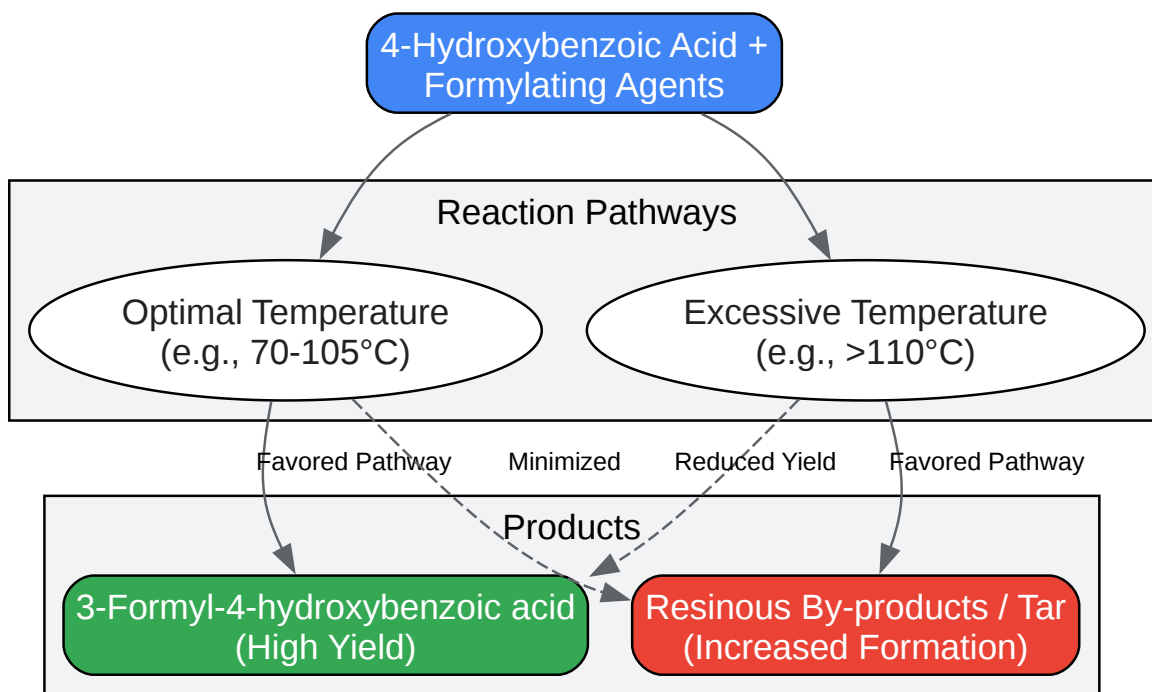 4-Hydroxybenzoic Acid +
Formylating Agents
Reaction Pathways
Optimal Temperature
(e.g., 70-105°C)
Excessive Temperature
(e.g., >110°C)
Favored Pathway
Minimized
Reduced Yield
Favored Pathway
Products
3-Formyl-4-hydroxybenzoic acid
(High Yield)
Resinous By-products / Tar
(Increased Formation)